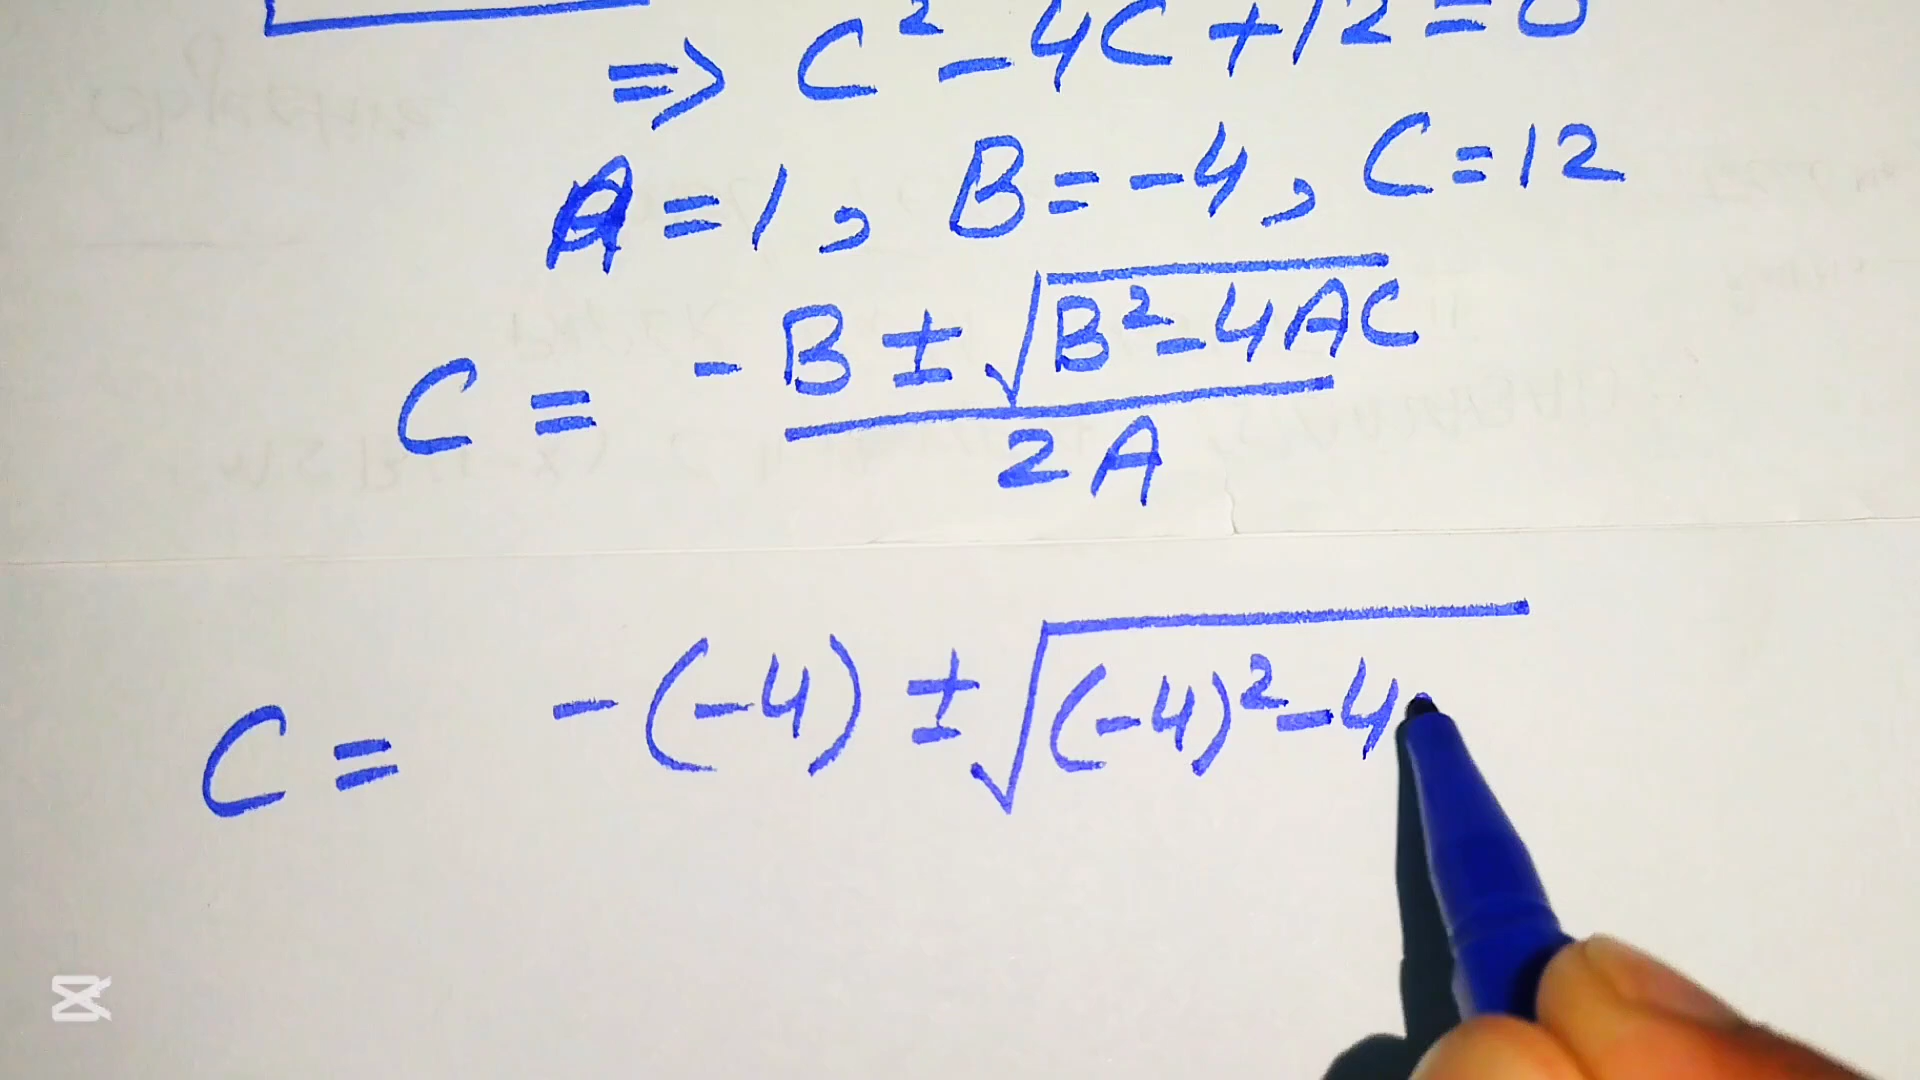 => C² - 4C + 12 = 0
A = 1 , B = -4 , C = 12
C = -B ± √(B² - 4AC) / 2A
C = -(-4) ± √((-4)² - 4